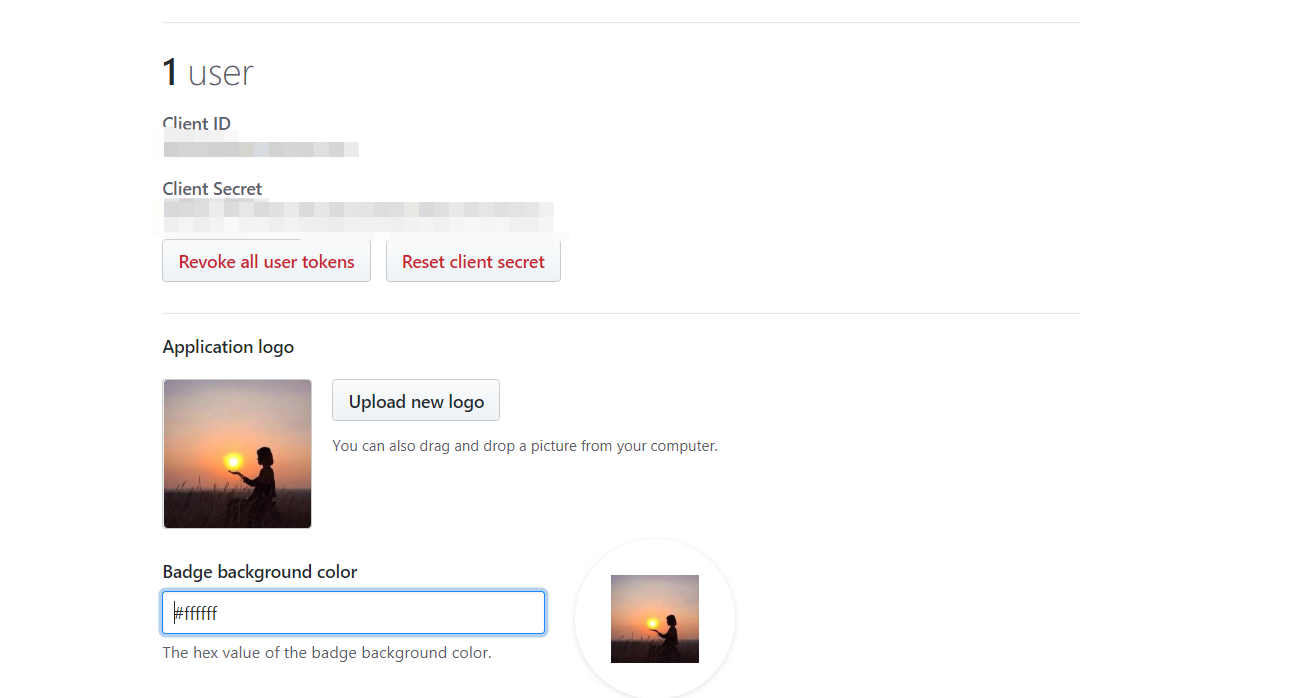 1 user
Client ID
Client Secret
Revoke all user tokens Reset client secret
Application logo
Upload new logo
You can also drag and drop a picture from your computer.
Badge background color
#ffffff
The hex value of the badge background color.